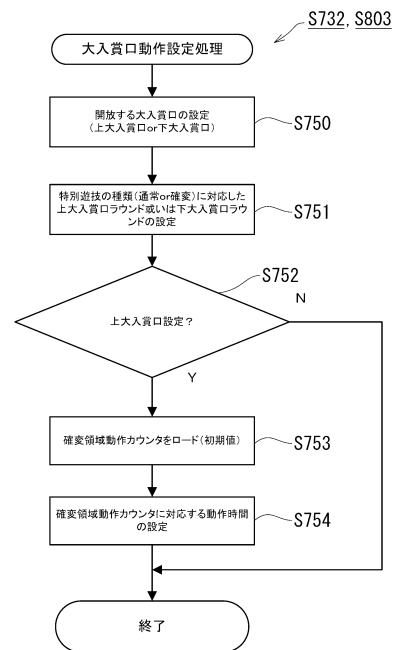 S732, S803
大入賞口動作設定処理
開放する大入賞口の設定
(上大入賞口or下大入賞口)
S750
特別遊技の種類(通常or確変)に対応した
上大入賞口ラウンド或いは下大入賞口ラウ
ンドの設定
S751
S752
上大入賞口設定?
N
Y
確変領域動作カウンタをロード(初期値)
S753
確変領域動作カウンタに対応する動作時間
の設定
S754
終了